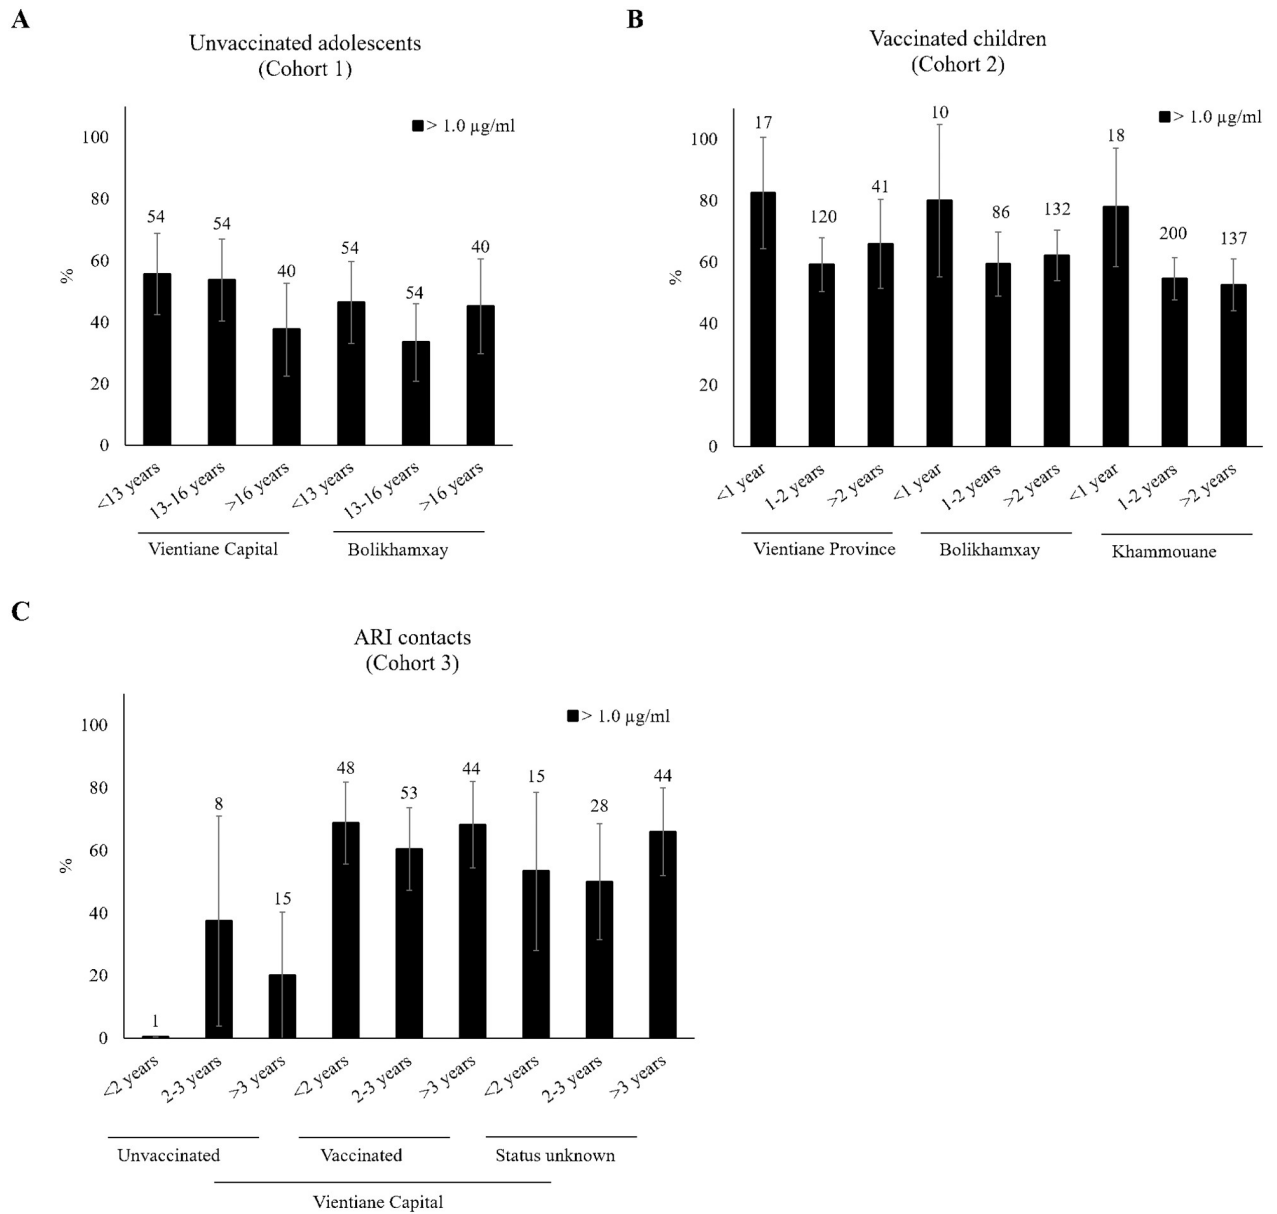 A
Unvaccinated adolescents
(Cohort 1)
> 1.0 µg/ml
100
80
60
40
20
0
%
54
54
40
54
54
40
<13 years
13-16 years
>16 years
<13 years
13-16 years
>16 years
Vientiane Capital
Bolikhamxay
B
Vaccinated children
(Cohort 2)
> 1.0 µg/ml
100
80
60
40
20
0
%
17
120
41
10
86
132
18
200
137
<1 year
1-2 years
>2 years
<1 year
1-2 years
>2 years
<1 year
1-2 years
>2 years
Vientiane Province
Bolikhamxay
Khammouane
C
ARI contacts
(Cohort 3)
> 1.0 µg/ml
100
80
60
40
20
0
%
1
8
15
48
53
44
15
28
44
<2 years
2-3 years
>3 years
<2 years
2-3 years
>3 years
<2 years
2-3 years
>3 years
Unvaccinated
Vaccinated
Status unknown
Vientiane Capital